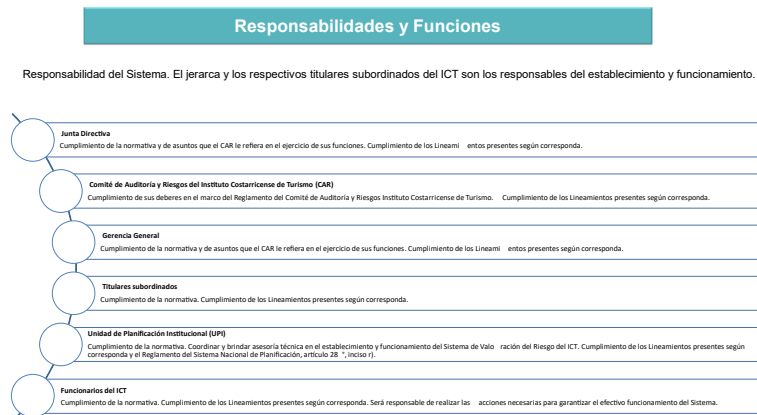 Responsabilidades y Funciones
Responsabilidad del Sistema. El jerarca y los respectivos titulares subordinados del ICT son los responsables del establecimiento y funcionamiento.
Junta Directiva
Cumplimiento de la normativa y de asuntos que el CAR le refiera en el ejercicio de sus funciones. Cumplimiento de los Lineami entos presentes según corresponda.
Comité de Auditoría y Riesgos del Instituto Costarricense de Turismo (CAR)
Cumplimiento de sus deberes en el marco del Reglamento del Comité de Auditoría y Riesgos Instituto Costarricense de Turismo. Cumplimiento de los Lineamientos presentes según corresponda.
Gerencia General
Cumplimiento de la normativa y de asuntos que el CAR le refiera en el ejercicio de sus funciones. Cumplimiento de los Lineami entos presentes según corresponda.
Titulares subordinados
Cumplimiento de la normativa. Cumplimiento de los Lineamientos presentes según corresponda.
Unidad de Planificación Institucional (UPI)
Cumplimiento de la normativa. Coordinar y brindar asesoría técnica en el establecimiento y funcionamiento del Sistema de Valo ración del Riesgo del ICT. Cumplimiento de los Lineamientos presentes según
corresponda y el Reglamento del Sistema Nacional de Planificación, artículo 28 °, inciso r).
Funcionarios del ICT
Cumplimiento de la normativa. Cumplimiento de los Lineamientos presentes según corresponda. Será responsable de realizar las acciones necesarias para garantizar el efectivo funcionamiento del Sistema.